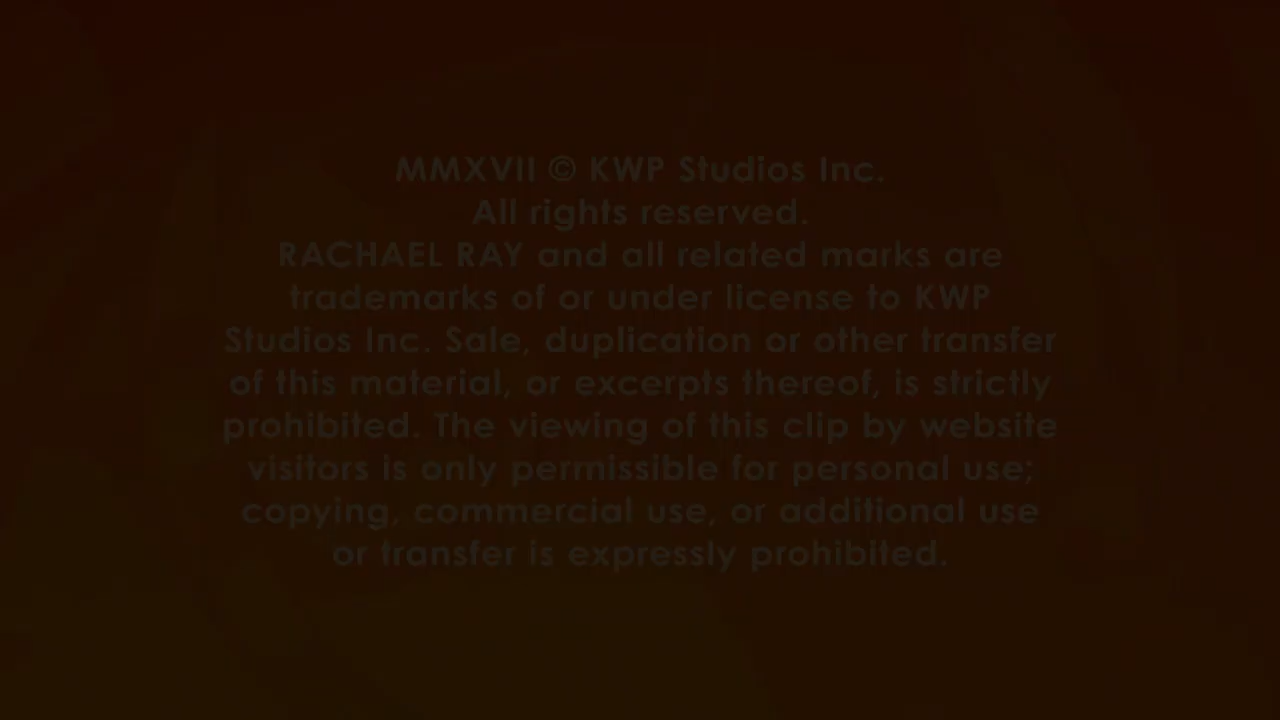 MMXVII © KWP Studios Inc.
All rights reserved.
RACHAEL RAY and all related marks are
trademarks of or under license to KWP
Studios Inc. Sale, duplication or other transfer
of this material, or excerpts thereof, is strictly
prohibited. The viewing of this clip by website
visitors is only permissible for personal use;
copying, commercial use, or additional use
or transfer is expressly prohibited.